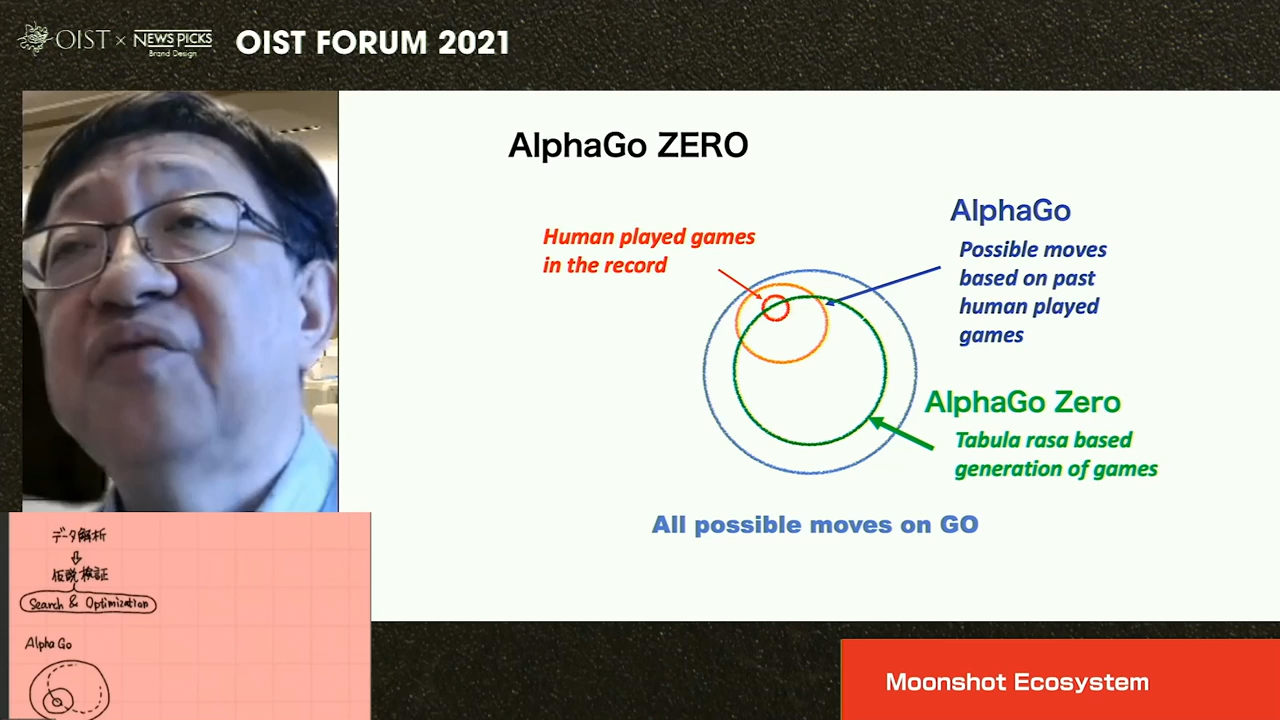 OIST × NEWSPICKS
Brand Design
OIST FORUM 2021
AlphaGo ZERO
Human played games
in the record
AlphaGo
Possible moves
based on past
human played
games
AlphaGo Zero
Tabula rasa based
generation of games
All possible moves on GO
データ解析
⇩
仮説検証
Search & Optimization
Alpha Go
Moonshot Ecosystem